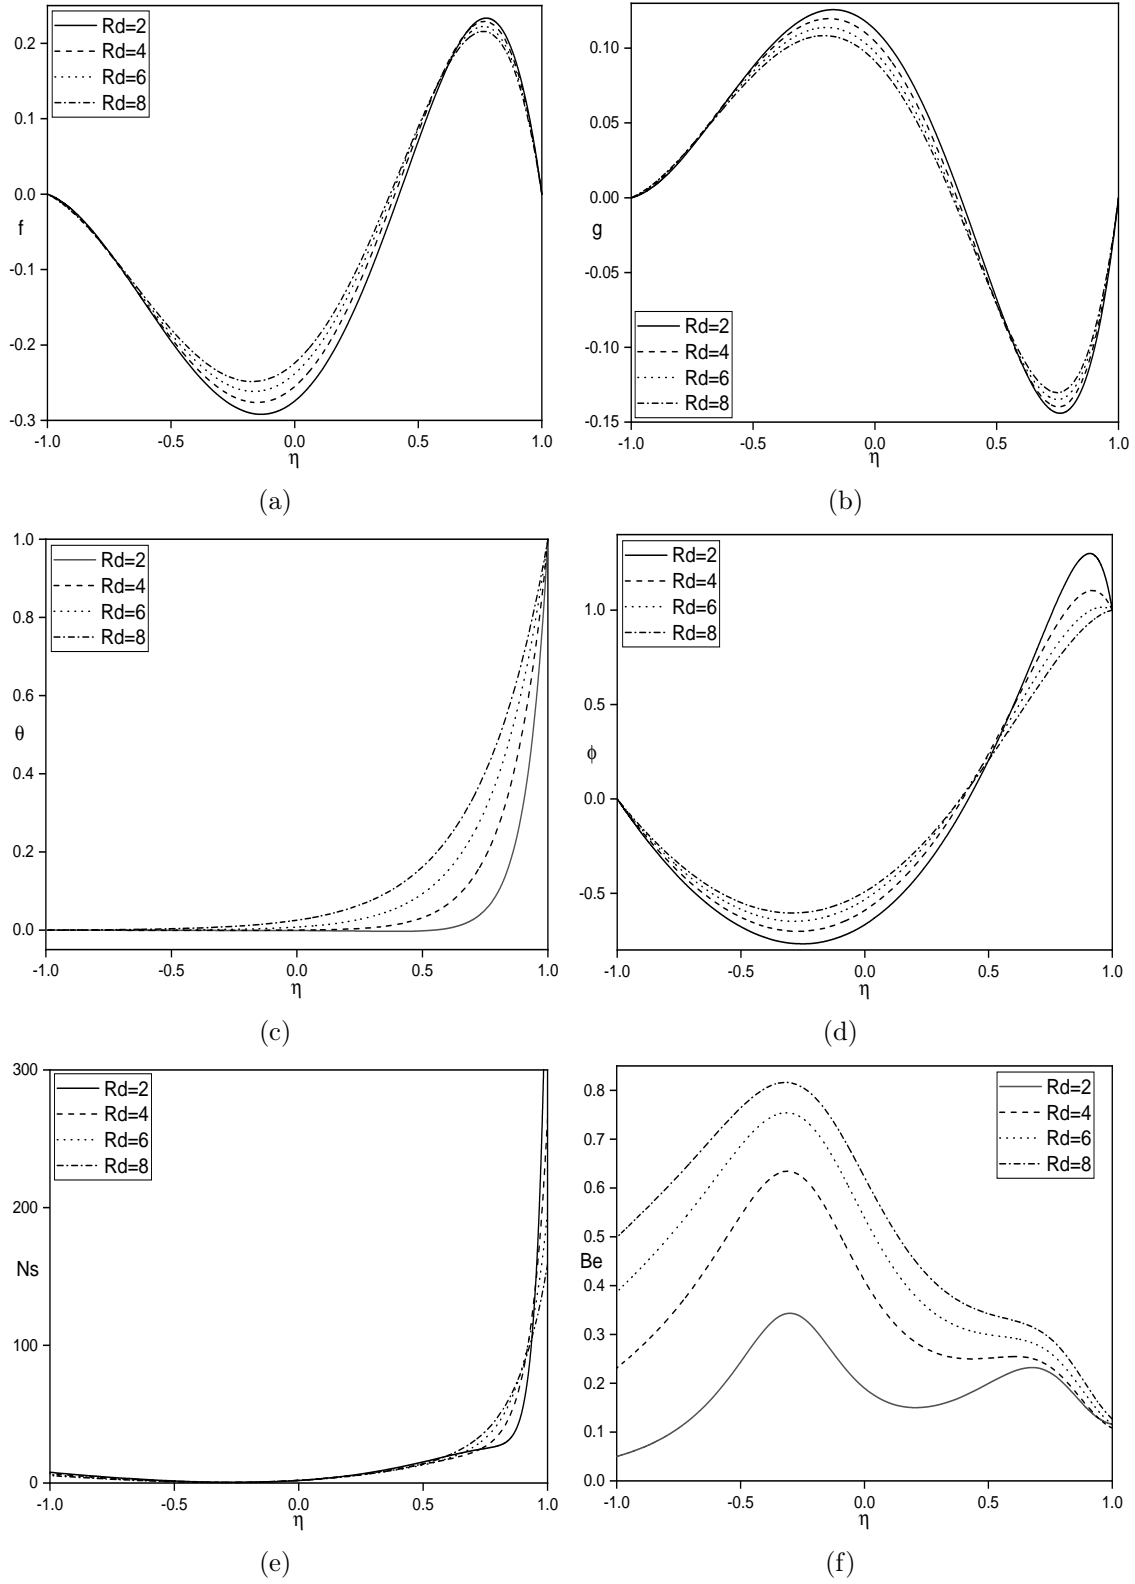 0.2
0.1
0.0
-0.1
-0.2
-0.3
f
Rd=2
Rd=4
Rd=6
Rd=8
-1.0 -0.5 0.0 0.5 1.0
η
(a)
0.10
0.05
0.00
-0.05
-0.10
-0.15
g
Rd=2
Rd=4
Rd=6
Rd=8
-1.0 -0.5 0.0 0.5 1.0
η
(b)
1.0
0.8
0.6
0.4
0.2
0.0
θ
Rd=2
Rd=4
Rd=6
Rd=8
-1.0 -0.5 0.0 0.5 1.0
η
(c)
1.0
0.5
0.0
-0.5
ϕ
Rd=2
Rd=4
Rd=6
Rd=8
-1.0 -0.5 0.0 0.5 1.0
η
(d)
300
200
100
0
Ns
Rd=2
Rd=4
Rd=6
Rd=8
-1.0 -0.5 0.0 0.5 1.0
η
(e)
0.8
0.7
0.6
0.5
0.4
0.3
0.2
0.1
0.0
Be
Rd=2
Rd=4
Rd=6
Rd=8
-1.0 -0.5 0.0 0.5 1.0
η
(f)